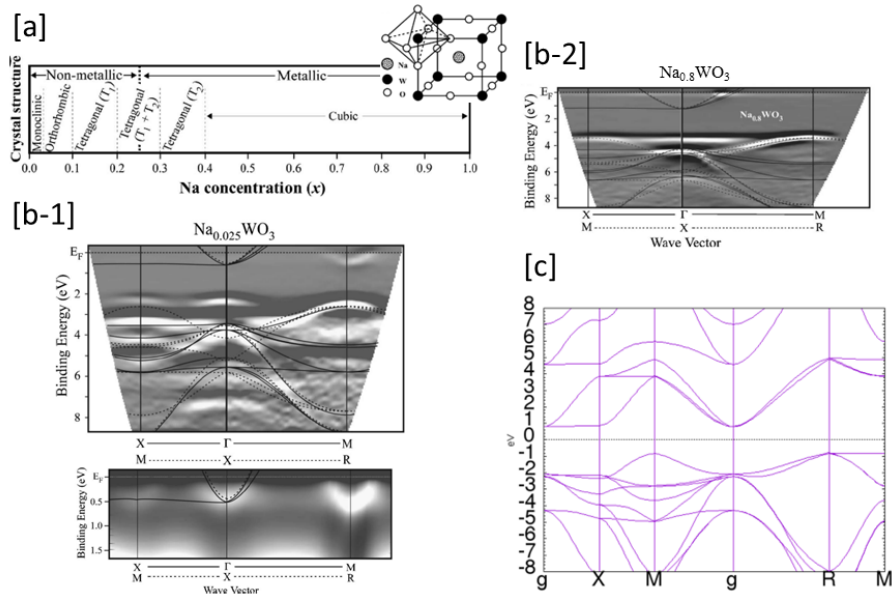 [a]
Crystal structure
Non-metallic
Metallic
Monoclinic
Orthorhombic
Tetragonal (T₁)
Tetragonal
(T₁ + T₂)
Tetragonal (T₂)
Cubic
0.0 0.1 0.2 0.3 0.4 0.5 0.6 0.7 0.8 0.9 1.0
Na concentration (x)
Na
W
O
[b-2]
Na₀.₈WO₃
E_F
Na₀.₈WO₃
2
4
6
8
Binding Energy (eV)
X Γ M
M X R
Wave Vector
[b-1]
Na₀.₀₂₅WO₃
E_F
2
4
6
8
Binding Energy (eV)
X Γ M
M X R
E_F
0.5
1.0
1.5
Binding Energy (eV)
X Γ M
M X R
Wave Vector
[c]
8
7
6
5
4
3
2
1
0
-1
-2
-3
-4
-5
-6
-7
-8
eV
g X M g R M